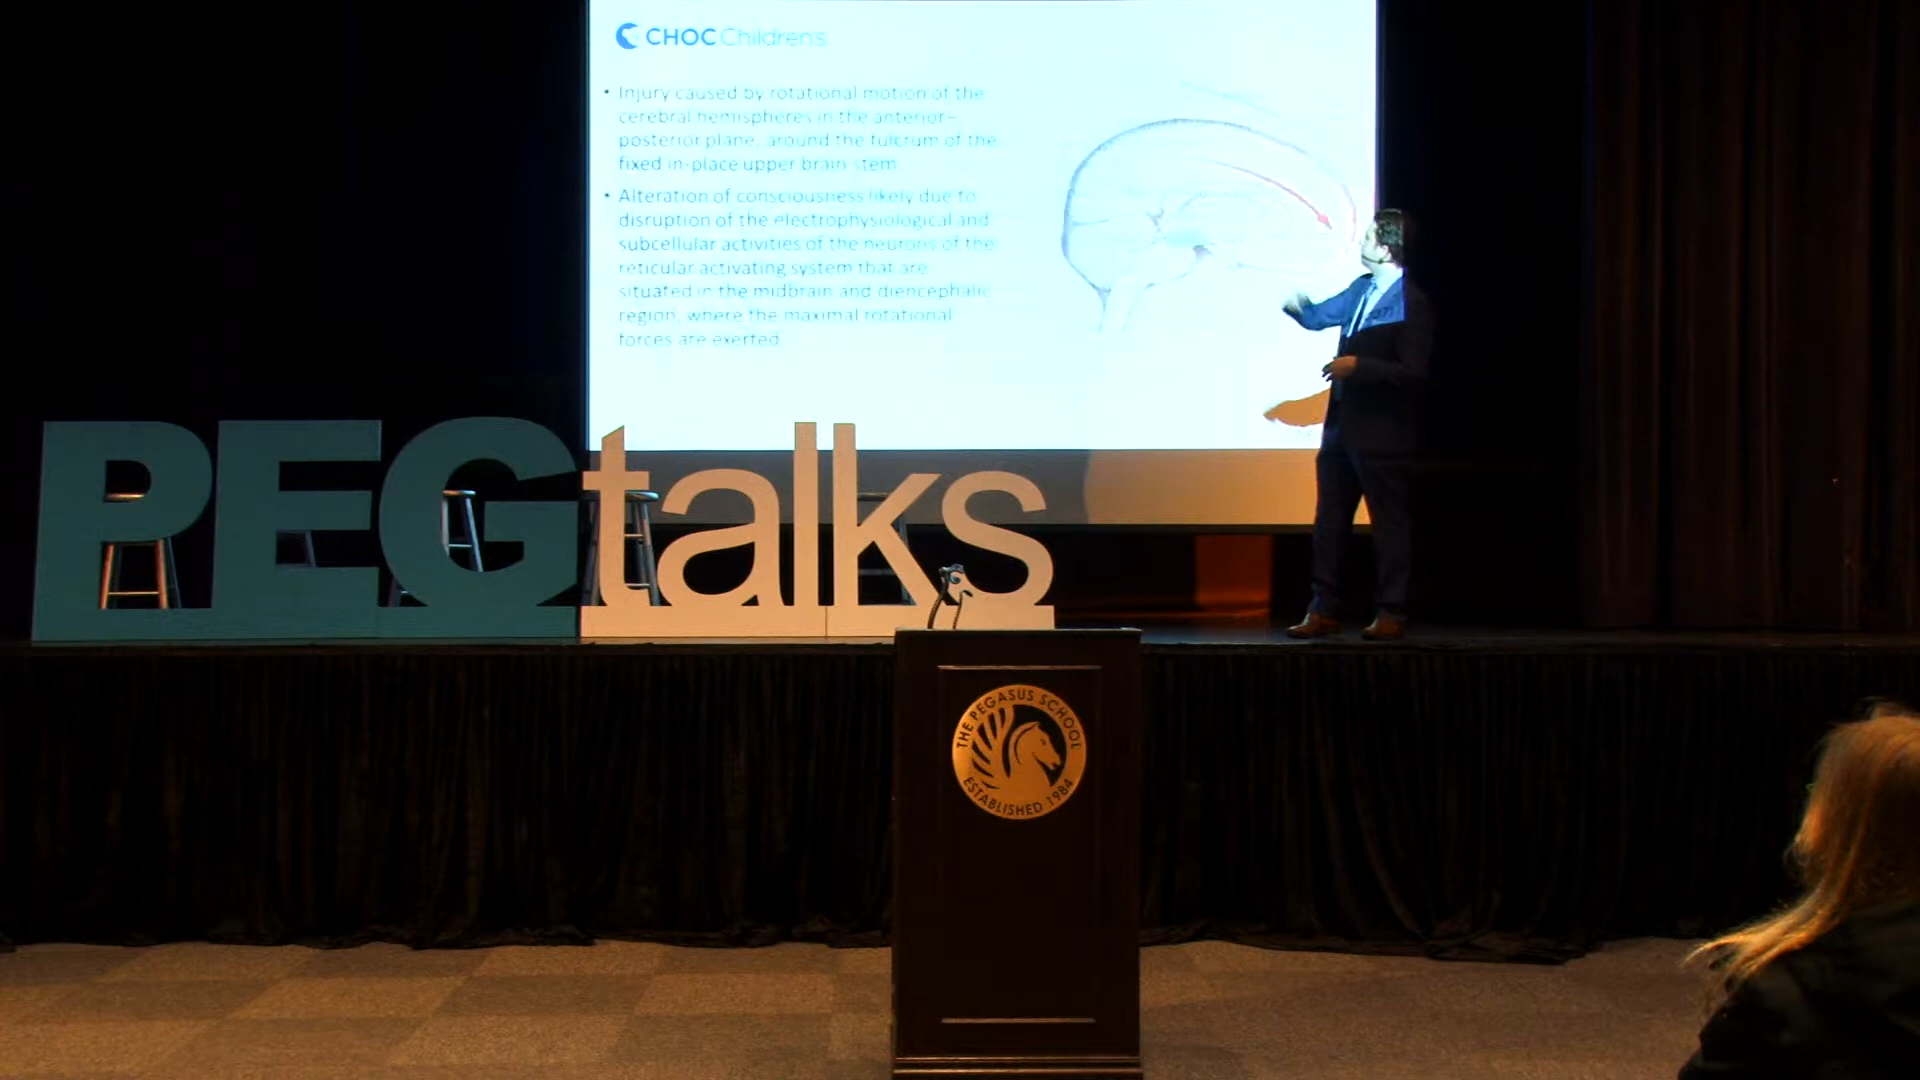 CHOC Children's
• Injury caused by rotational motion of the
cerebral hemispheres in the anterior–
posterior plane, around the fulcrum of the
fixed in-place upper brain stem
• Alteration of consciousness likely due to
disruption of the electrophysiological and
subcellular activities of the neurons of the
reticular activating system that are
situated in the midbrain and diencephalic
region, where the maximal rotational
forces are exerted
PEGtalks
THE PEGASUS SCHOOL
ESTABLISHED 1984